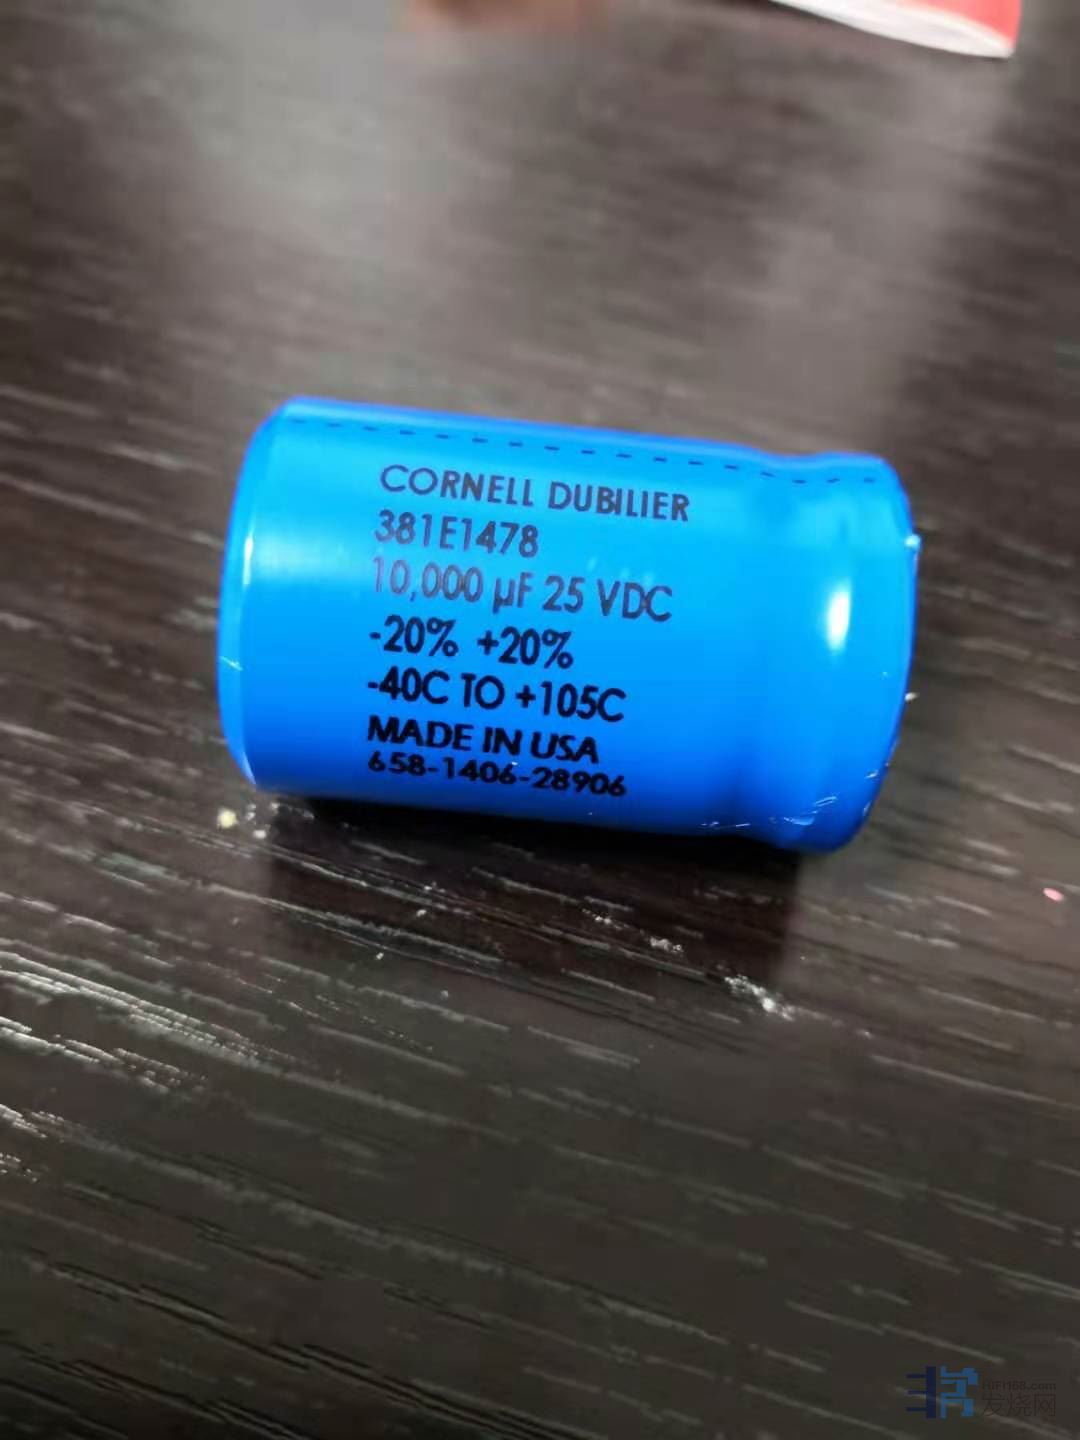 CORNELL DUBILIER
381E1478
10,000 µF 25 VDC
-20% +20%
-40C TO +105C
MADE IN USA
658-1406-28906
HIFI168.com
发烧网